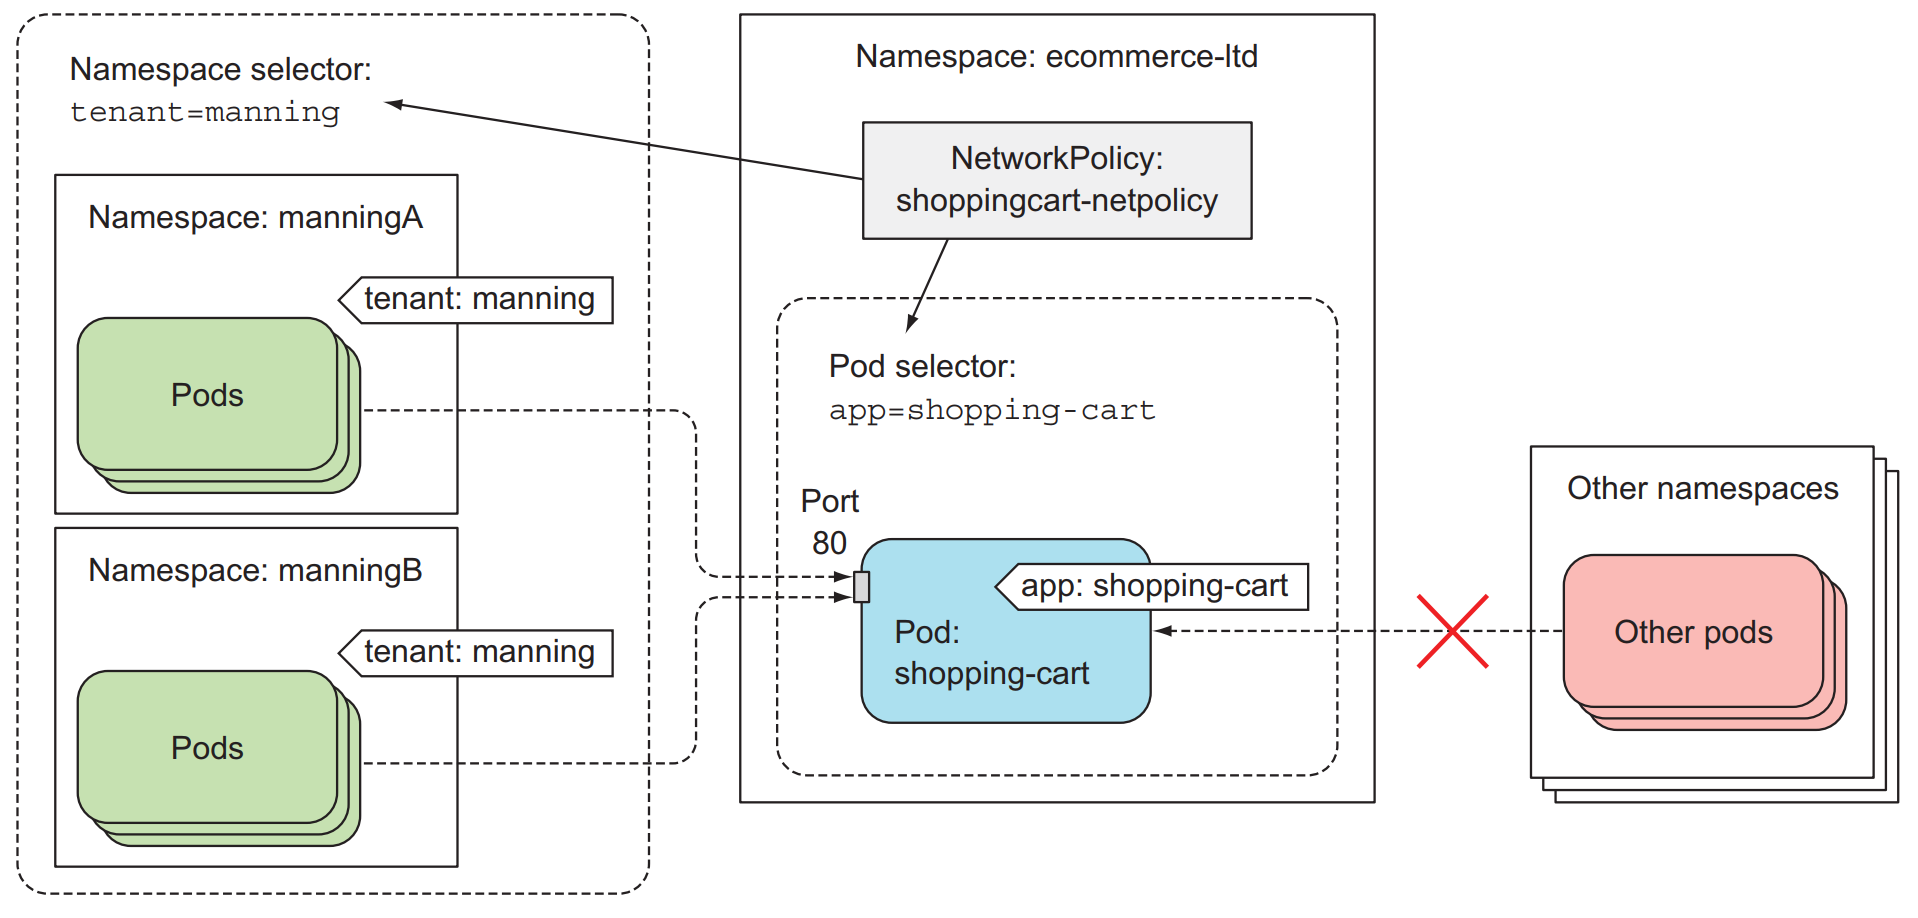 Namespace selector:
tenant=manning
Namespace: manningA
tenant: manning
Pods
Namespace: manningB
tenant: manning
Pods
Namespace: ecommerce-ltd
NetworkPolicy:
shoppingcart-netpolicy
Pod selector:
app=shopping-cart
Port
80
app: shopping-cart
Pod:
shopping-cart
Other namespaces
Other pods